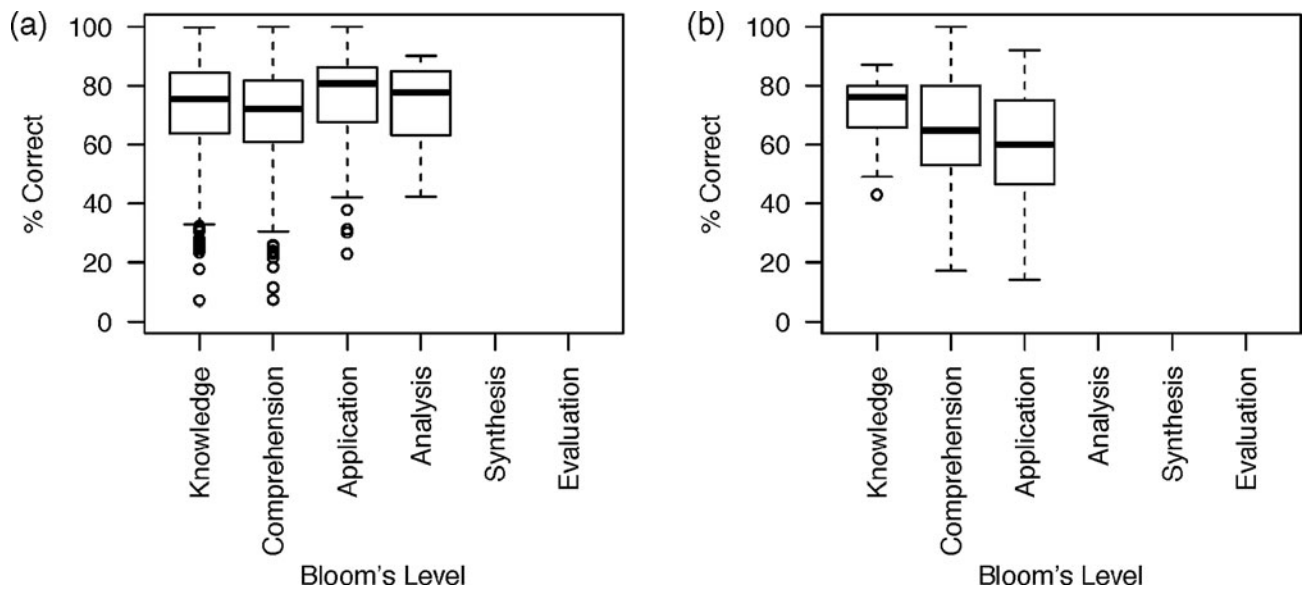 (a)
% Correct
100
80
60
40
20
0
Knowledge
Comprehension
Application
Analysis
Synthesis
Evaluation
Bloom's Level
(b)
% Correct
100
80
60
40
20
0
Knowledge
Comprehension
Application
Analysis
Synthesis
Evaluation
Bloom's Level